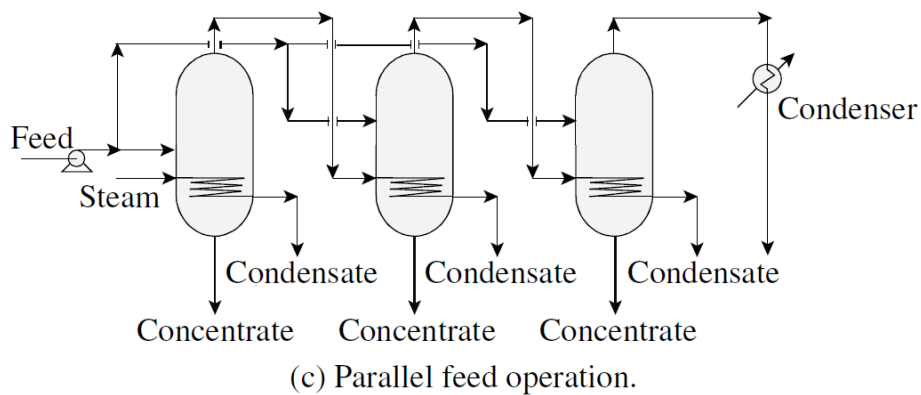 Feed
Condenser
Steam
Condensate Condensate Condensate
Concentrate Concentrate Concentrate
(c) Parallel feed operation.